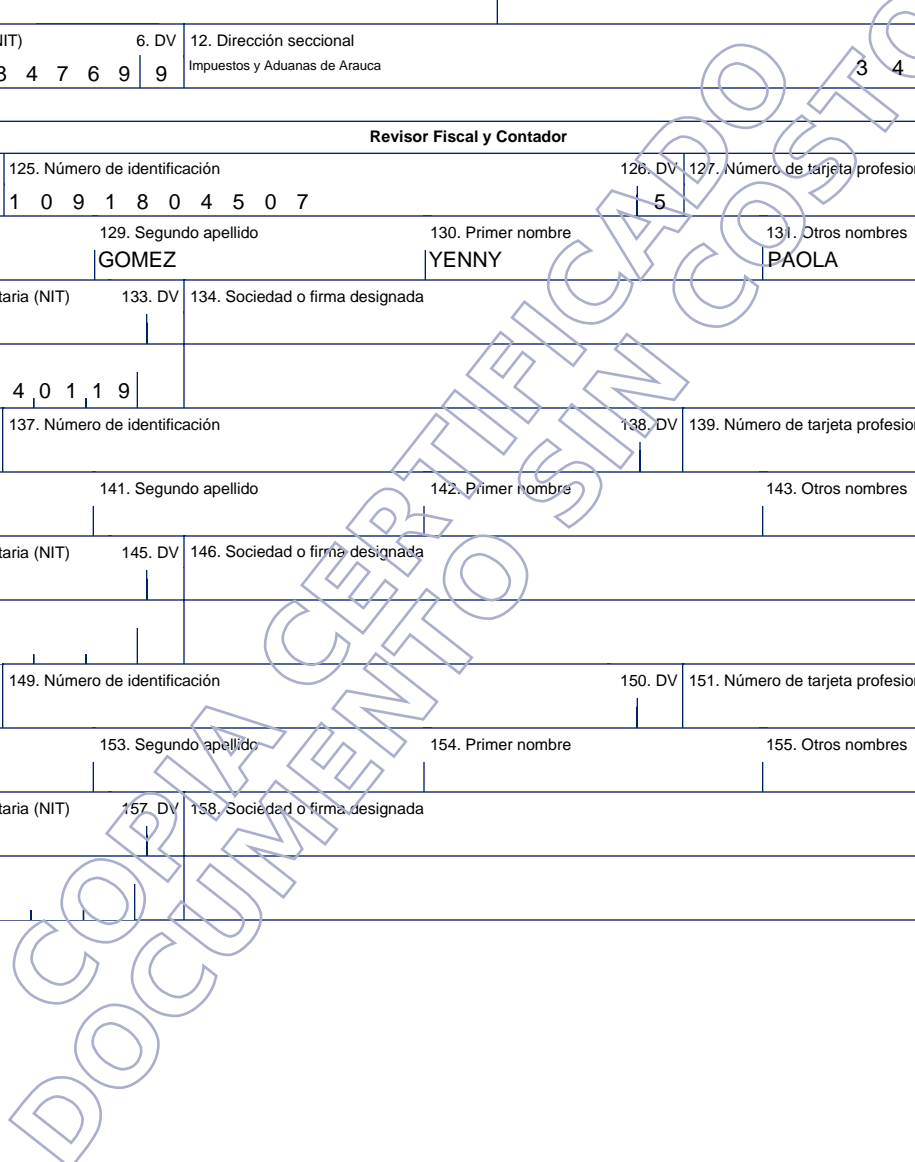 NIT) 6. DV 12. Dirección seccional
3 4 7 6 9 9 Impuestos y Aduanas de Arauca 3 4
Revisor Fiscal y Contador
125. Número de identificación 126. DV 127. Número de tarjeta profesion
1 0 9 1 8 0 4 5 0 7 5
129. Segundo apellido 130. Primer nombre 131. Otros nombres
GOMEZ YENNY PAOLA
taria (NIT) 133. DV 134. Sociedad o firma designada
4 0 1 1 9
137. Número de identificación 138. DV 139. Número de tarjeta profesion
141. Segundo apellido 142. Primer nombre 143. Otros nombres
taria (NIT) 145. DV 146. Sociedad o firma designada
149. Número de identificación 150. DV 151. Número de tarjeta profesion
153. Segundo apellido 154. Primer nombre 155. Otros nombres
taria (NIT) 157. DV 158. Sociedad o firma designada
COPIA CERTIFICADO
DOCUMENTO SIN COSTO